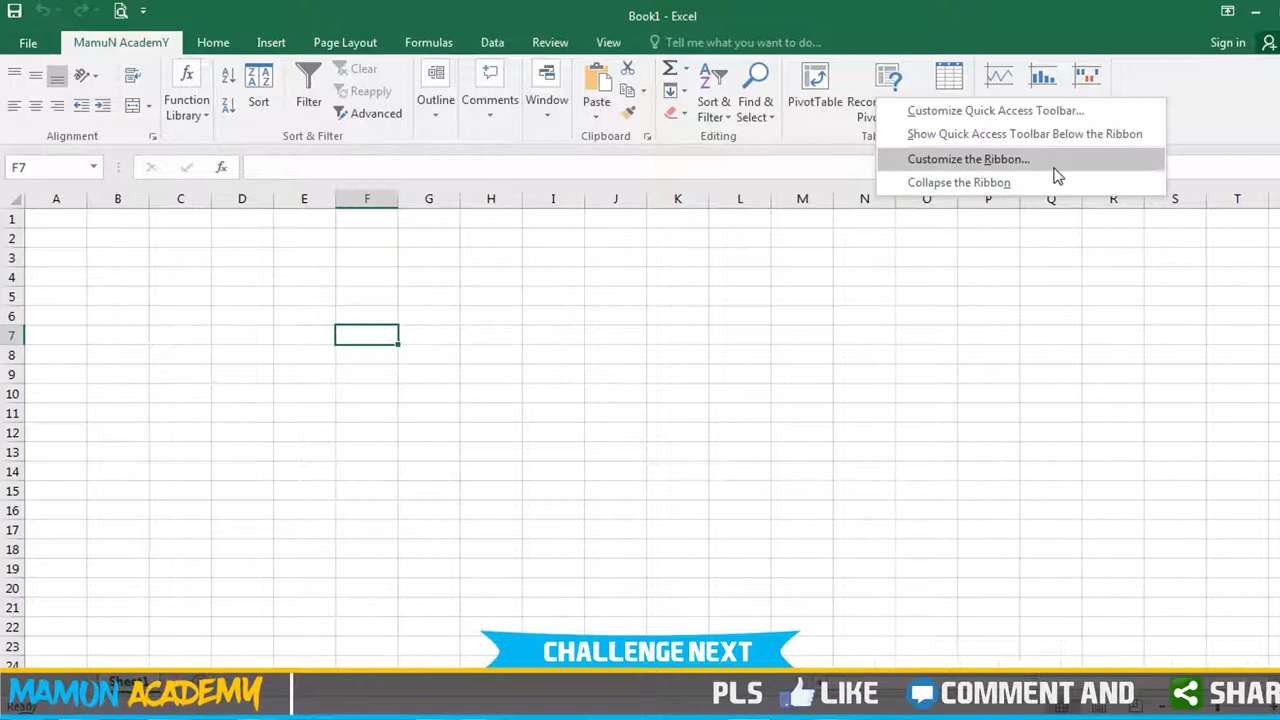 Book1 - Excel
File
MamuN AcademY
Home
Insert
Page Layout
Formulas
Data
Review
View
Tell me what you want to do...
Sign in
Function
Library
Sort
Filter
Clear
Reapply
Advanced
Outline
Comments
Window
Paste
Sort &
Filter
Find &
Select
PivotTable
Alignment
Sort & Filter
Clipboard
Editing
Customize Quick Access Toolbar...
Show Quick Access Toolbar Below the Ribbon
Customize the Ribbon...
Collapse the Ribbon
F7
fx
A B C D E F G H I J K L M N O P Q R S T
1
2
3
4
5
6
7
8
9
10
11
12
13
14
15
16
17
18
19
20
21
22
23
24
CHALLENGE NEXT
MAMUN ACADEMY
PLS LIKE COMMENT AND SHAR